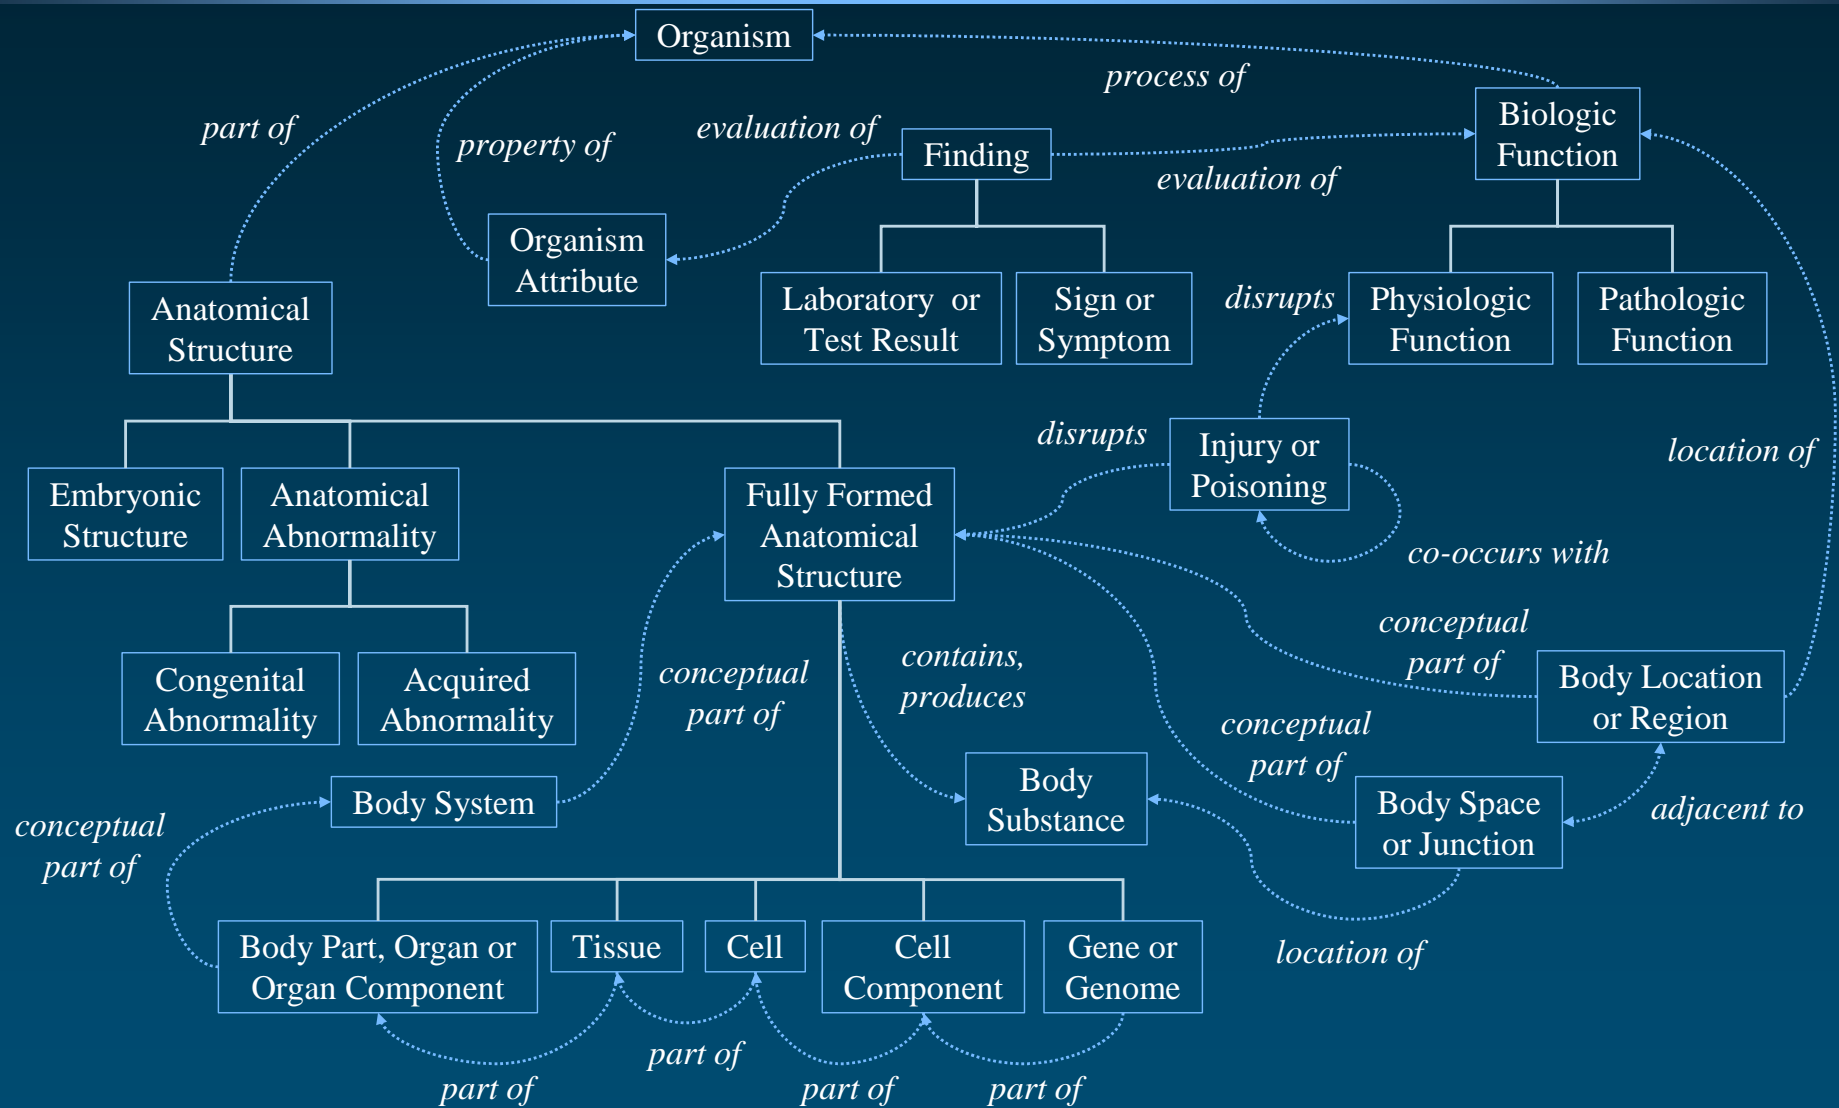 Organism
process of
Biologic
Function
part of
property of
evaluation of
Finding
evaluation of
Organism
Attribute
Anatomical
Structure
Laboratory or
Test Result
Sign or
Symptom
disrupts
Physiologic
Function
Pathologic
Function
disrupts
Injury or
Poisoning
location of
Embryonic
Structure
Anatomical
Abnormality
Fully Formed
Anatomical
Structure
co-occurs with
Congenital
Abnormality
Acquired
Abnormality
conceptual
part of
contains,
produces
conceptual
part of
Body Location
or Region
conceptual
part of
Body System
Body
Substance
Body Space
or Junction
adjacent to
conceptual
part of
Body Part, Organ or
Organ Component
Tissue
Cell
Cell
Component
Gene or
Genome
location of
part of
part of
part of
part of